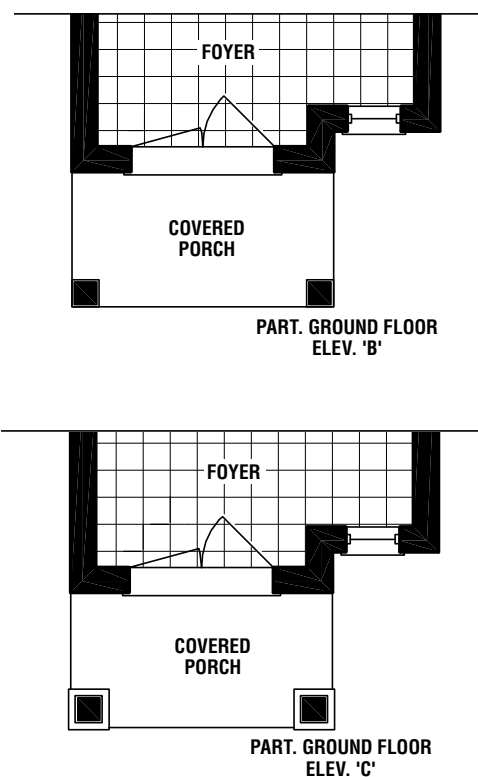 FOYER
COVERED
PORCH
PART. GROUND FLOOR
ELEV. 'B'
FOYER
COVERED
PORCH
PART. GROUND FLOOR
ELEV. 'C'